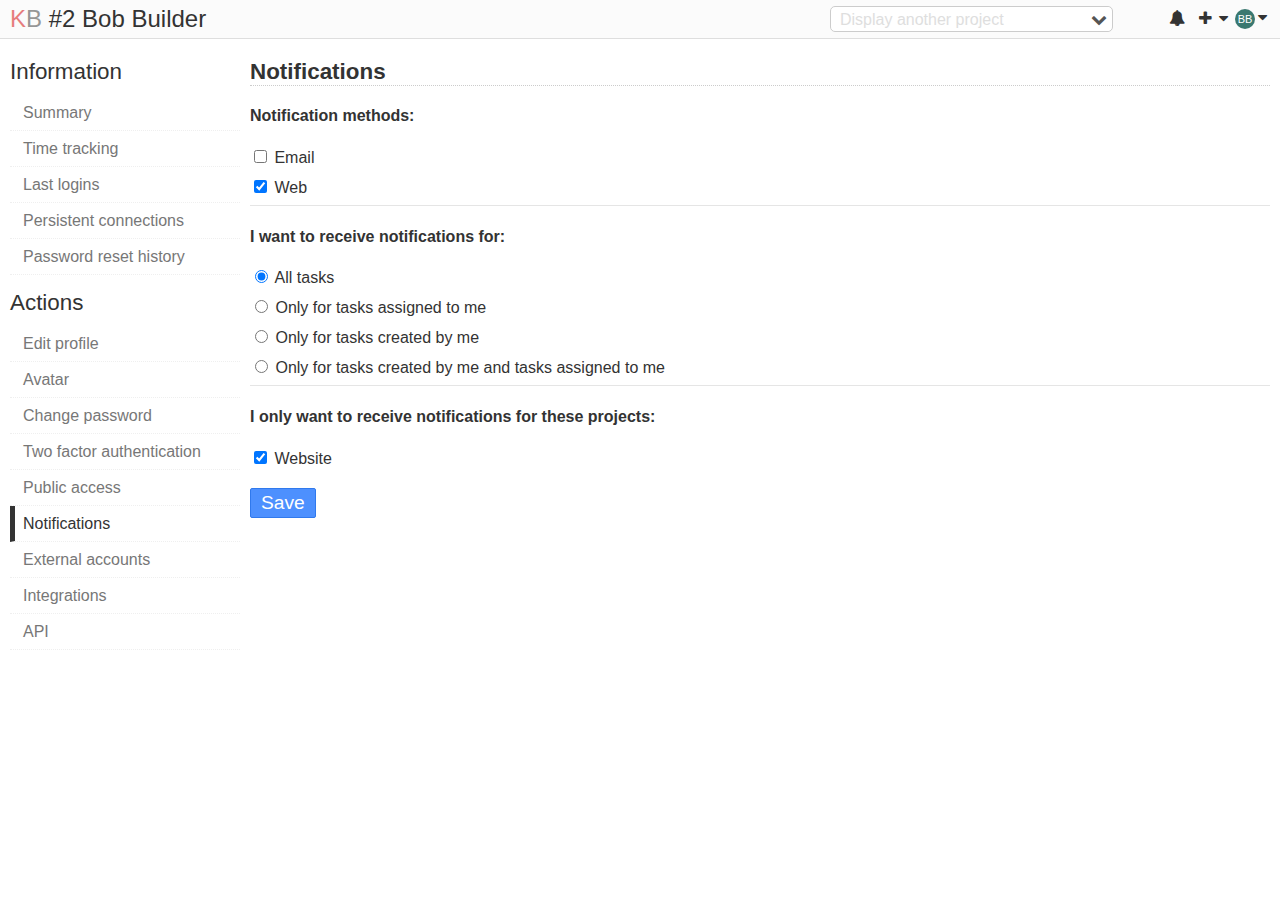 KB #2 Bob Builder
Display another project
BB
Information
Summary
Time tracking
Last logins
Persistent connections
Password reset history
Actions
Edit profile
Avatar
Change password
Two factor authentication
Public access
Notifications
External accounts
Integrations
API
Notifications
Notification methods:
Email
Web
I want to receive notifications for:
All tasks
Only for tasks assigned to me
Only for tasks created by me
Only for tasks created by me and tasks assigned to me
I only want to receive notifications for these projects:
Website
Save